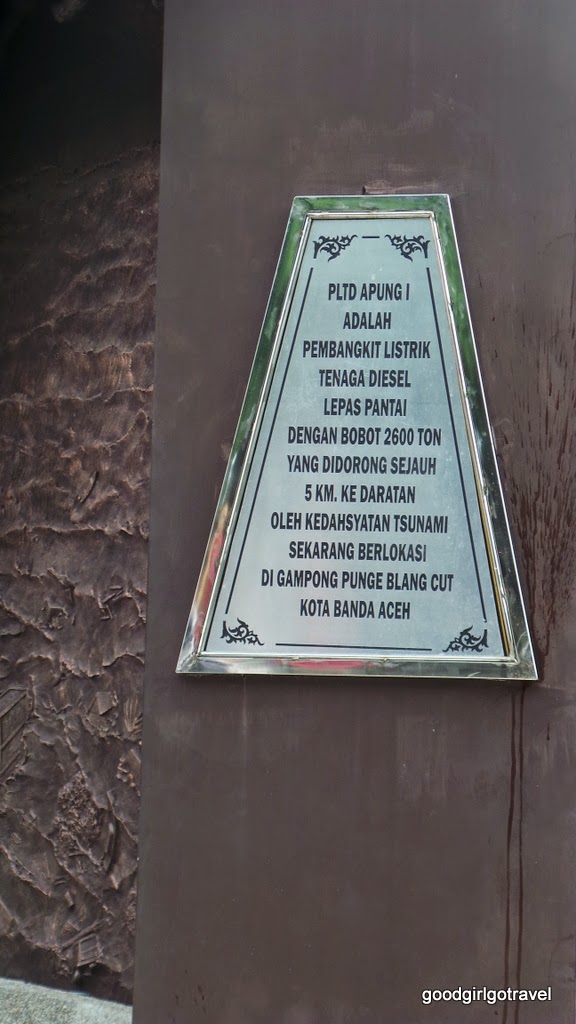 PLTD APUNG I
ADALAH
PEMBANGKIT LISTRIK
TENAGA DIESEL
LEPAS PANTAI
DENGAN BOBOT 2600 TON
YANG DIDORONG SEJAUH
5 KM. KE DARATAN
OLEH KEDAHSYATAN TSUNAMI
SEKARANG BERLOKASI
DI GAMPONG PUNGE BLANG CUT
KOTA BANDA ACEH
goodgirlgotravel